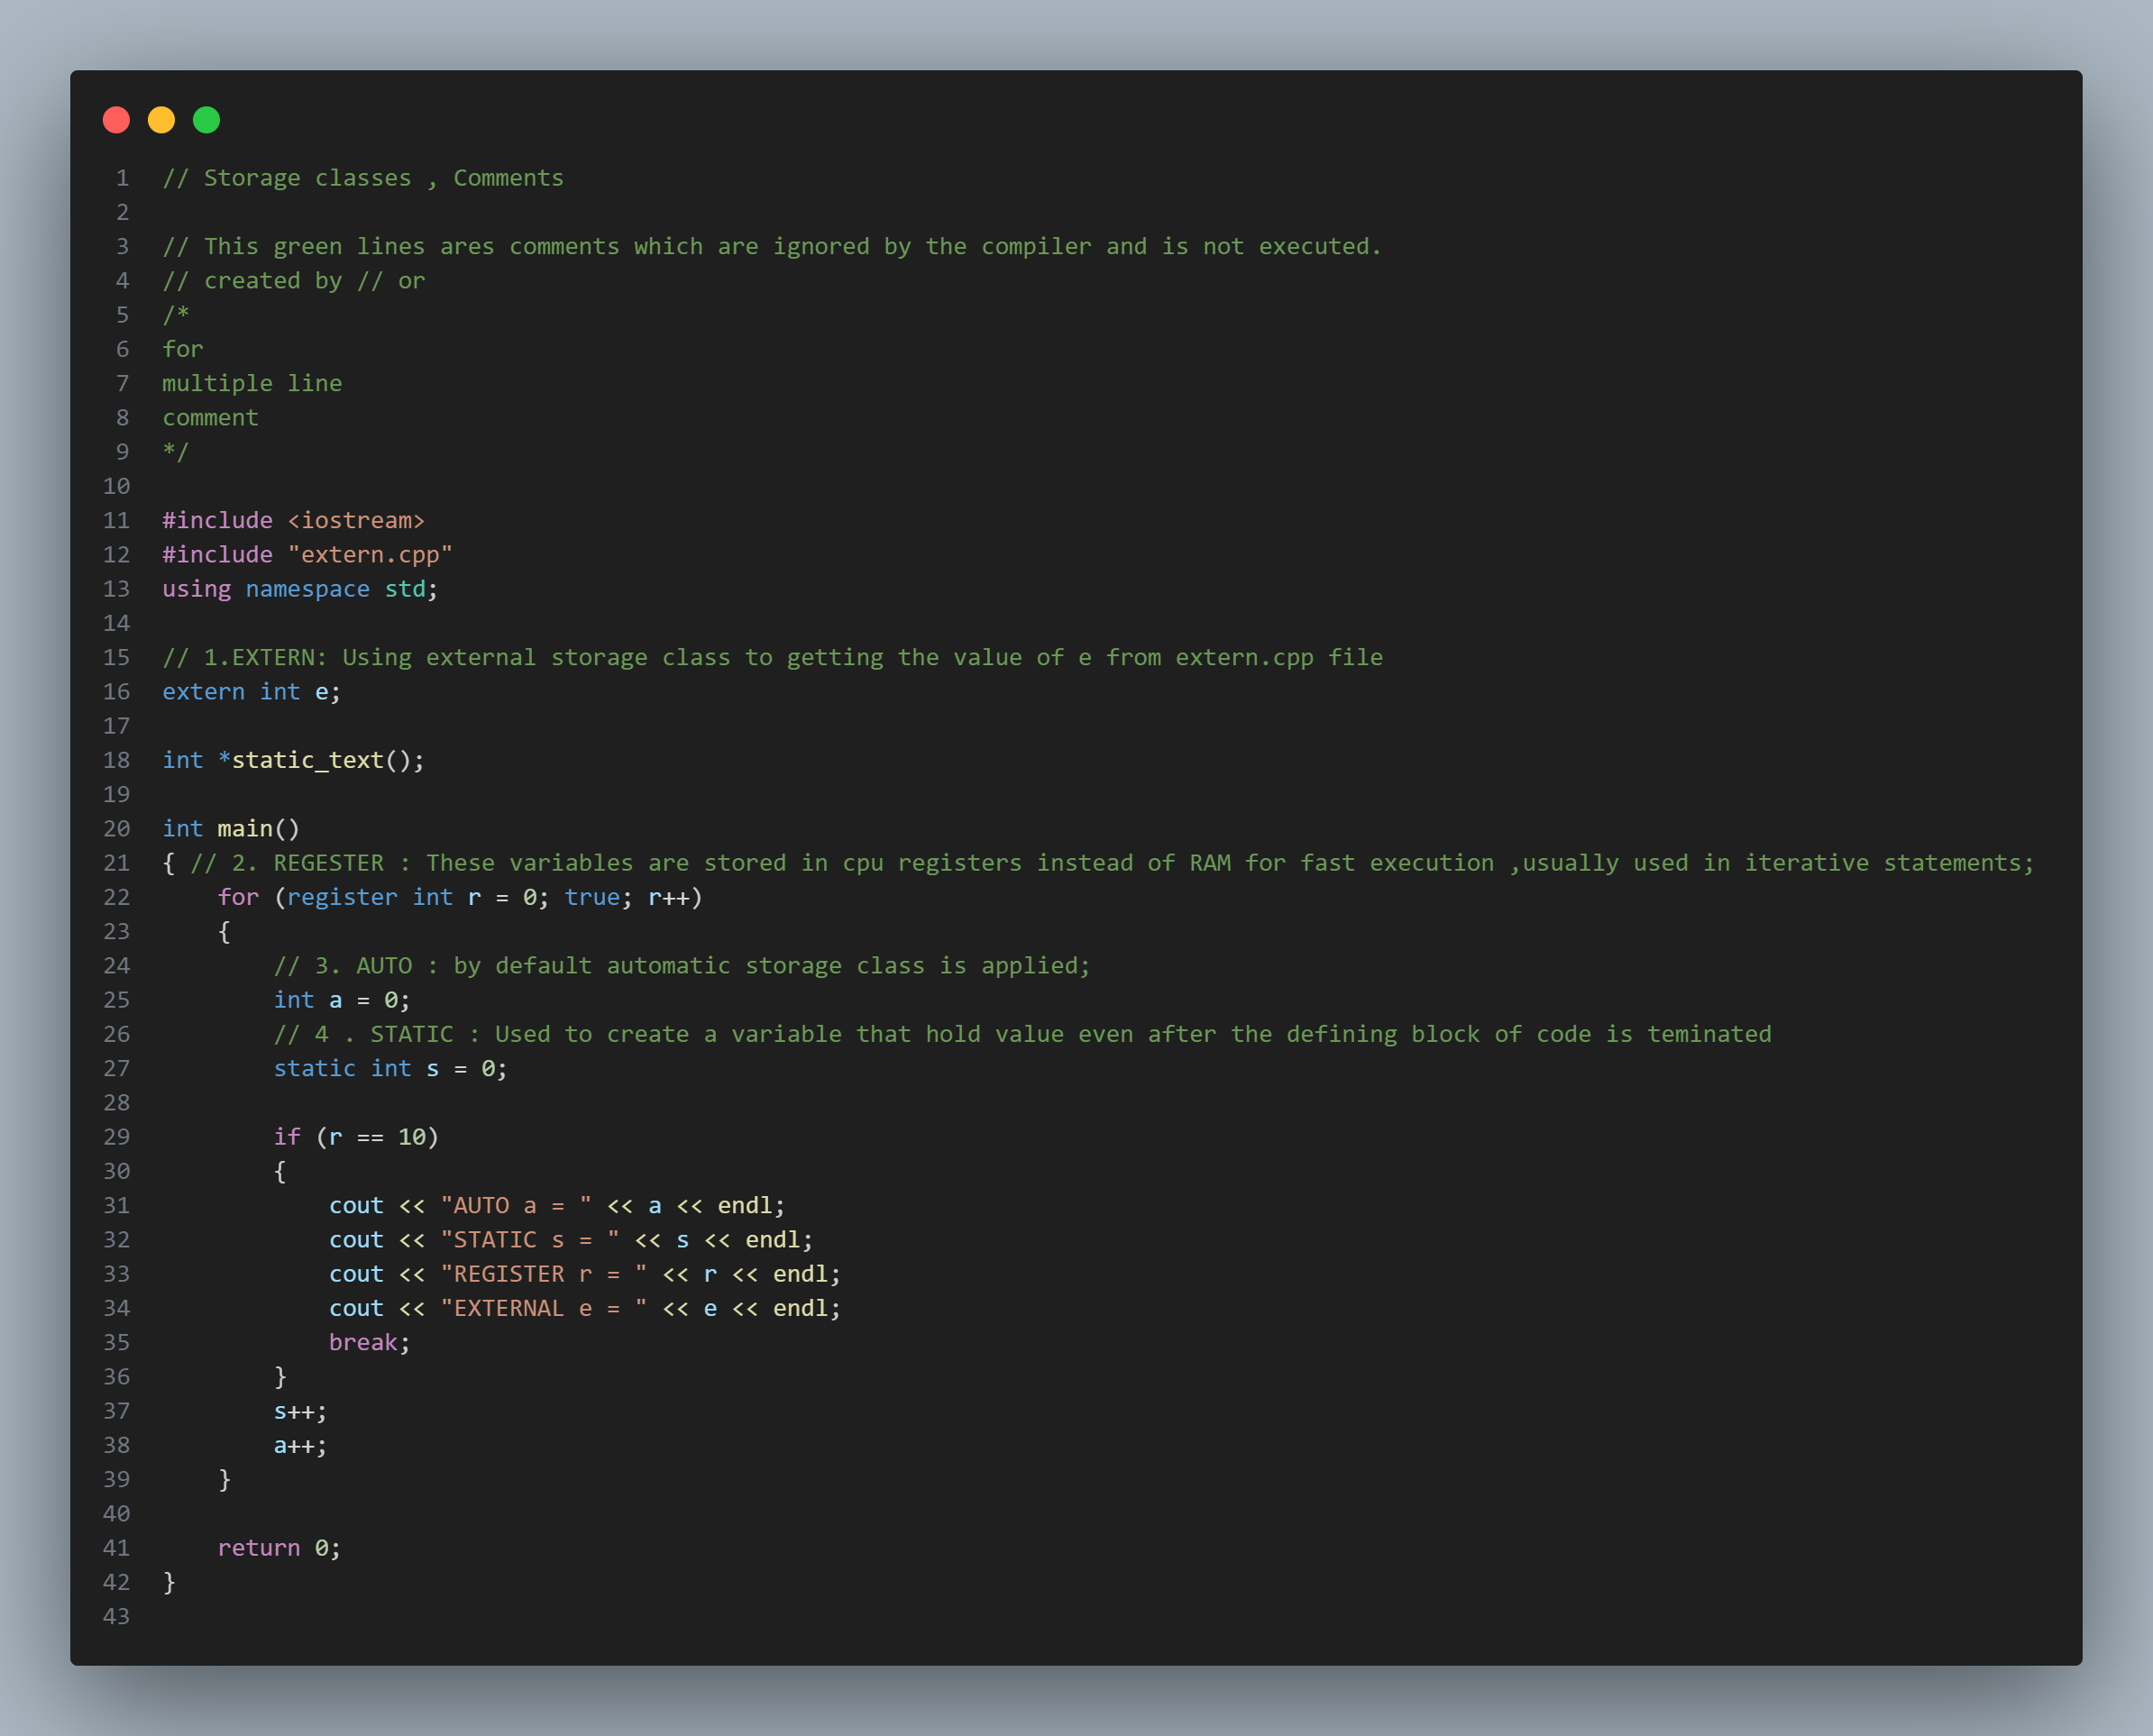 1 // Storage classes , Comments
2
3 // This green lines ares comments which are ignored by the compiler and is not executed.
4 // created by // or
5 /*
6 for
7 multiple line
8 comment
9 */
10
11 #include <iostream>
12 #include "extern.cpp"
13 using namespace std;
14
15 // 1.EXTERN: Using external storage class to getting the value of e from extern.cpp file
16 extern int e;
17
18 int *static_text();
19
20 int main()
21 { // 2. REGESTER : These variables are stored in cpu registers instead of RAM for fast execution ,usually used in iterative statements;
22     for (register int r = 0; true; r++)
23     {
24         // 3. AUTO : by default automatic storage class is applied;
25         int a = 0;
26         // 4 . STATIC : Used to create a variable that hold value even after the defining block of code is teminated
27         static int s = 0;
28
29         if (r == 10)
30         {
31             cout << "AUTO a = " << a << endl;
32             cout << "STATIC s = " << s << endl;
33             cout << "REGISTER r = " << r << endl;
34             cout << "EXTERNAL e = " << e << endl;
35             break;
36         }
37         s++;
38         a++;
39     }
40
41     return 0;
42 }
43